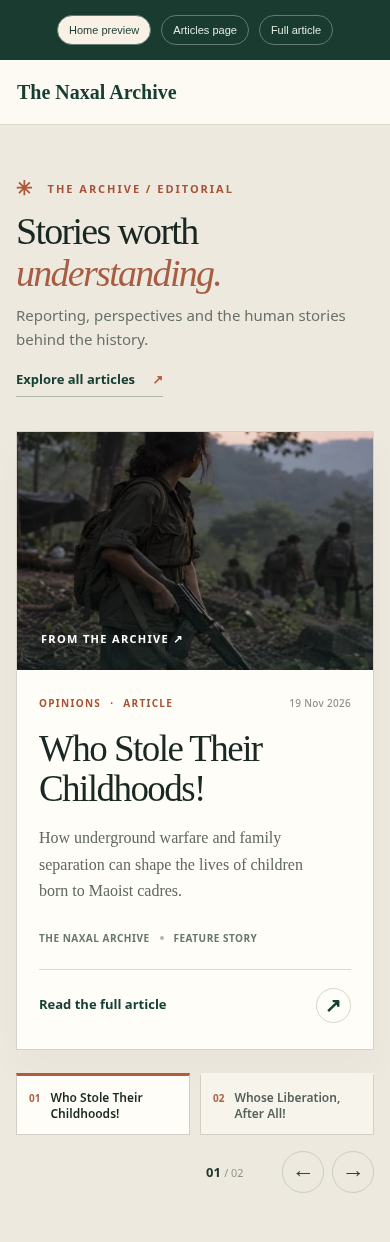 Home preview
Articles page
Full article
The Naxal Archive
✳ THE ARCHIVE / EDITORIAL
Stories worth
understanding.
Reporting, perspectives and the human stories
behind the history.
Explore all articles ↗
FROM THE ARCHIVE ↗
OPINIONS · ARTICLE
19 Nov 2026
Who Stole Their
Childhoods!
How underground warfare and family
separation can shape the lives of children
born to Maoist cadres.
THE NAXAL ARCHIVE • FEATURE STORY
Read the full article ↗
01 Who Stole Their
Childhoods!
02 Whose Liberation,
After All!
01 / 02 ← →